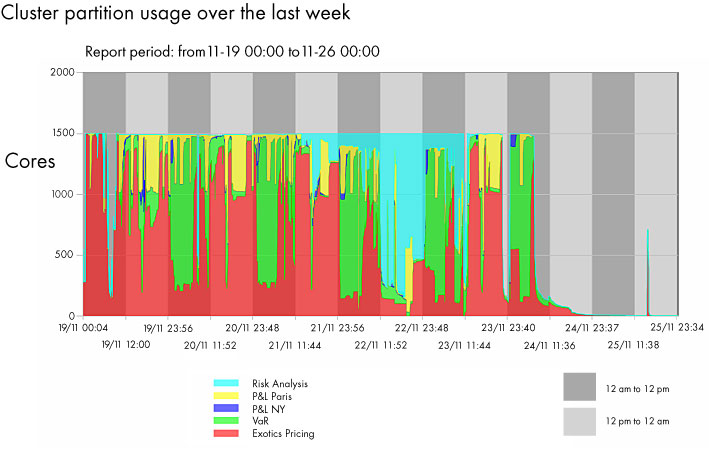 Cluster partition usage over the last week
Report period: from 11-19 00:00 to 11-26 00:00
2000
1500
Cores
1000
500
0
19/11 00:04
19/11 23:56
20/11 23:48
21/11 23:56
22/11 23:48
23/11 23:40
24/11 23:37
25/11 23:34
19/11 12:00
20/11 11:52
21/11 11:44
22/11 11:52
23/11 11:44
24/11 11:36
25/11 11:38
Risk Analysis
P&L Paris
P&L NY
VaR
Exotics Pricing
12 am to 12 pm
12 pm to 12 am